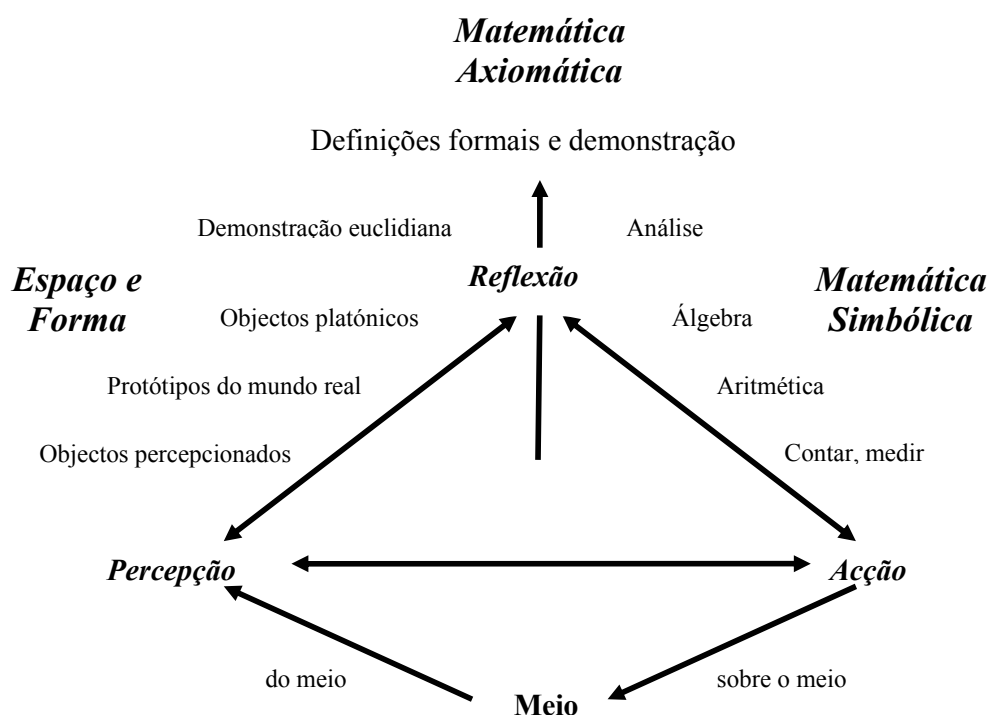 Matemática
Axiomática
Definições formais e demonstração
Demonstração euclidiana
Análise
Reflexão
Espaço e
Forma
Matemática
Simbólica
Objectos platónicos
Álgebra
Protótipos do mundo real
Aritmética
Objectos percepcionados
Contar, medir
Percepção
Acção
do meio
sobre o meio
Meio